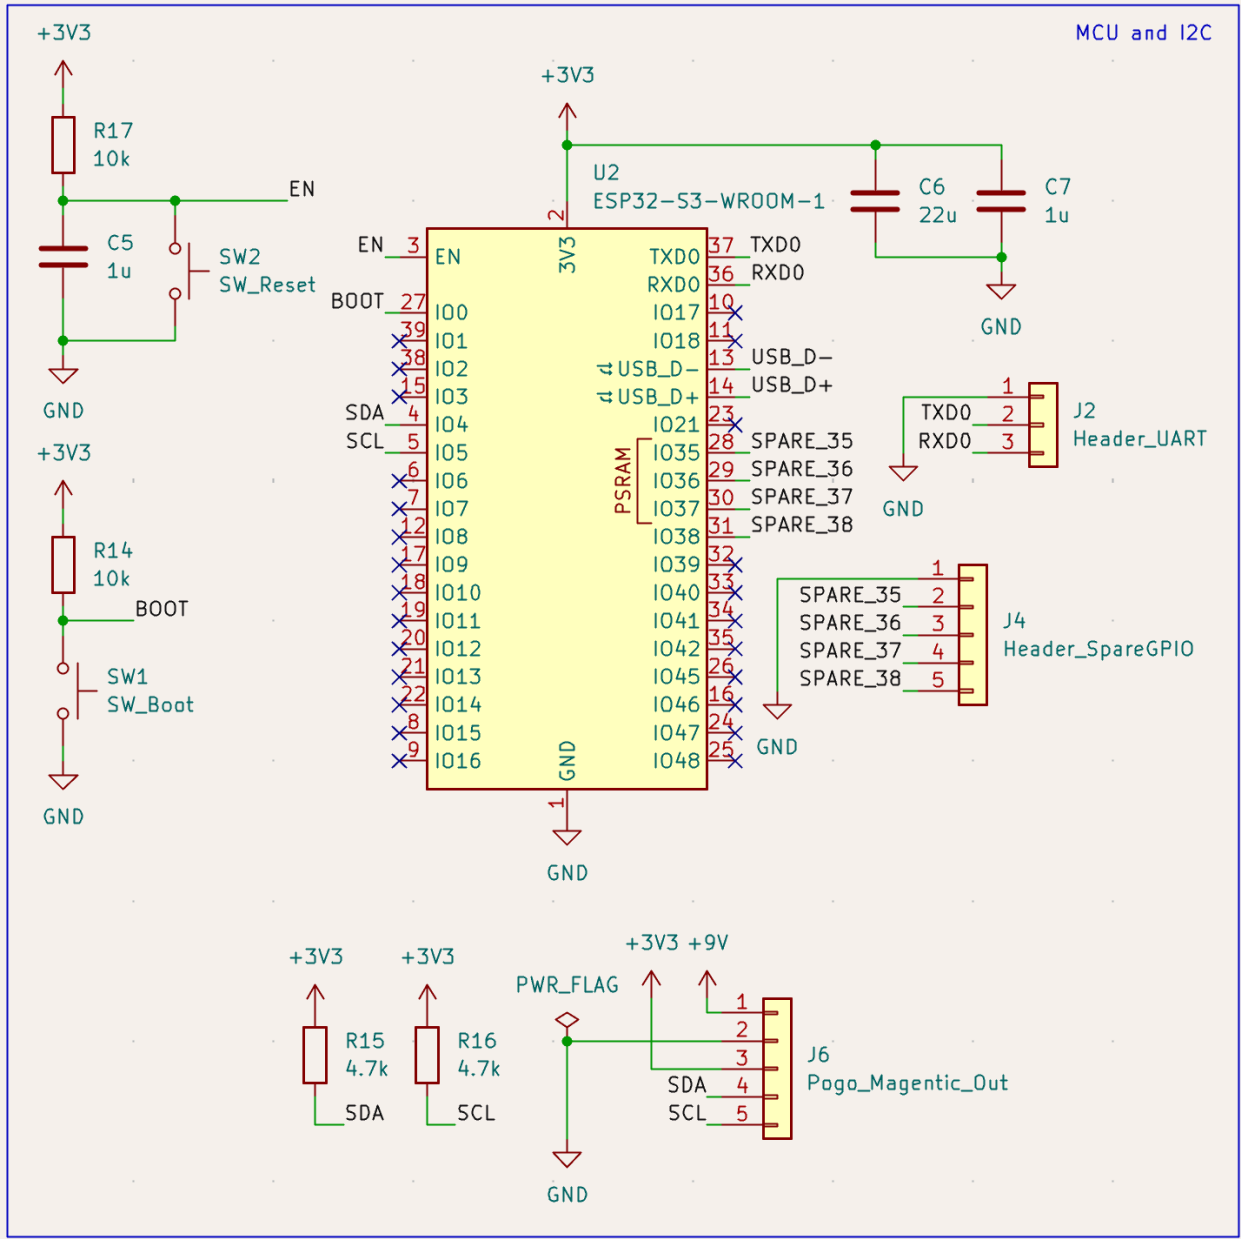 MCU and I2C
+3V3
R17
10k
EN
C5
1u
SW2
SW_Reset
GND
+3V3
R14
10k
BOOT
SW1
SW_Boot
GND
+3V3
U2
ESP32-S3-WROOM-1
2
3V3
EN 3 EN
BOOT 27 IO0
39 IO1
38 IO2
15 IO3
SDA 4 IO4
SCL 5 IO5
6 IO6
7 IO7
12 IO8
17 IO9
18 IO10
19 IO11
20 IO12
21 IO13
22 IO14
8 IO15
9 IO16
TXD0 37 TXD0
RXD0 36 RXD0
IO17 10
IO18 11
USB_D- 13 USB_D-
USB_D+ 14 USB_D+
IO21 23
PSRAM
IO35 28 SPARE_35
IO36 29 SPARE_36
IO37 30 SPARE_37
IO38 31 SPARE_38
IO39 32
IO40 33
IO41 34
IO42 35
IO45 26
IO46 16
IO47 24
IO48 25
GND
1
GND
C6
22u
C7
1u
GND
1
TXD0 2
RXD0 3
J2
Header_UART
GND
1
SPARE_35 2
SPARE_36 3
SPARE_37 4
SPARE_38 5
J4
Header_SpareGPIO
GND
+3V3
R15
4.7k
SDA
+3V3
R16
4.7k
SCL
PWR_FLAG
+3V3 +9V
1
2
3
SDA 4
SCL 5
J6
Pogo_Magentic_Out
GND